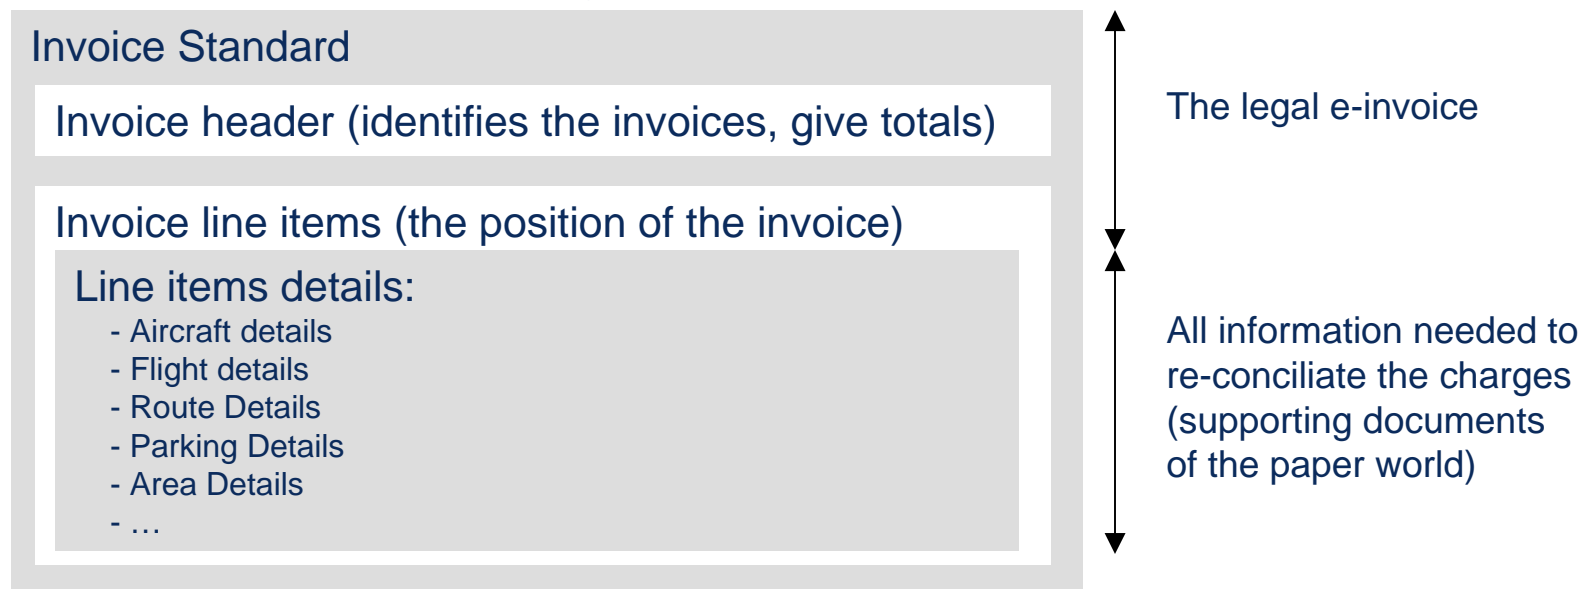 Invoice Standard
Invoice header (identifies the invoices, give totals)
Invoice line items (the position of the invoice)
Line items details:
- Aircraft details
- Flight details
- Route Details
- Parking Details
- Area Details
- …
The legal e-invoice
All information needed to
re-conciliate the charges
(supporting documents
of the paper world)